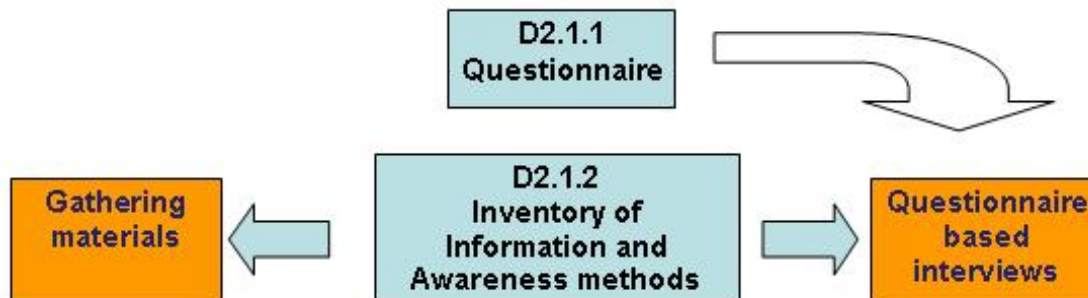 D2.1.1
Questionnaire
Gathering
materials
D2.1.2
Inventory of
Information and
Awareness methods
Questionnaire
based
interviews